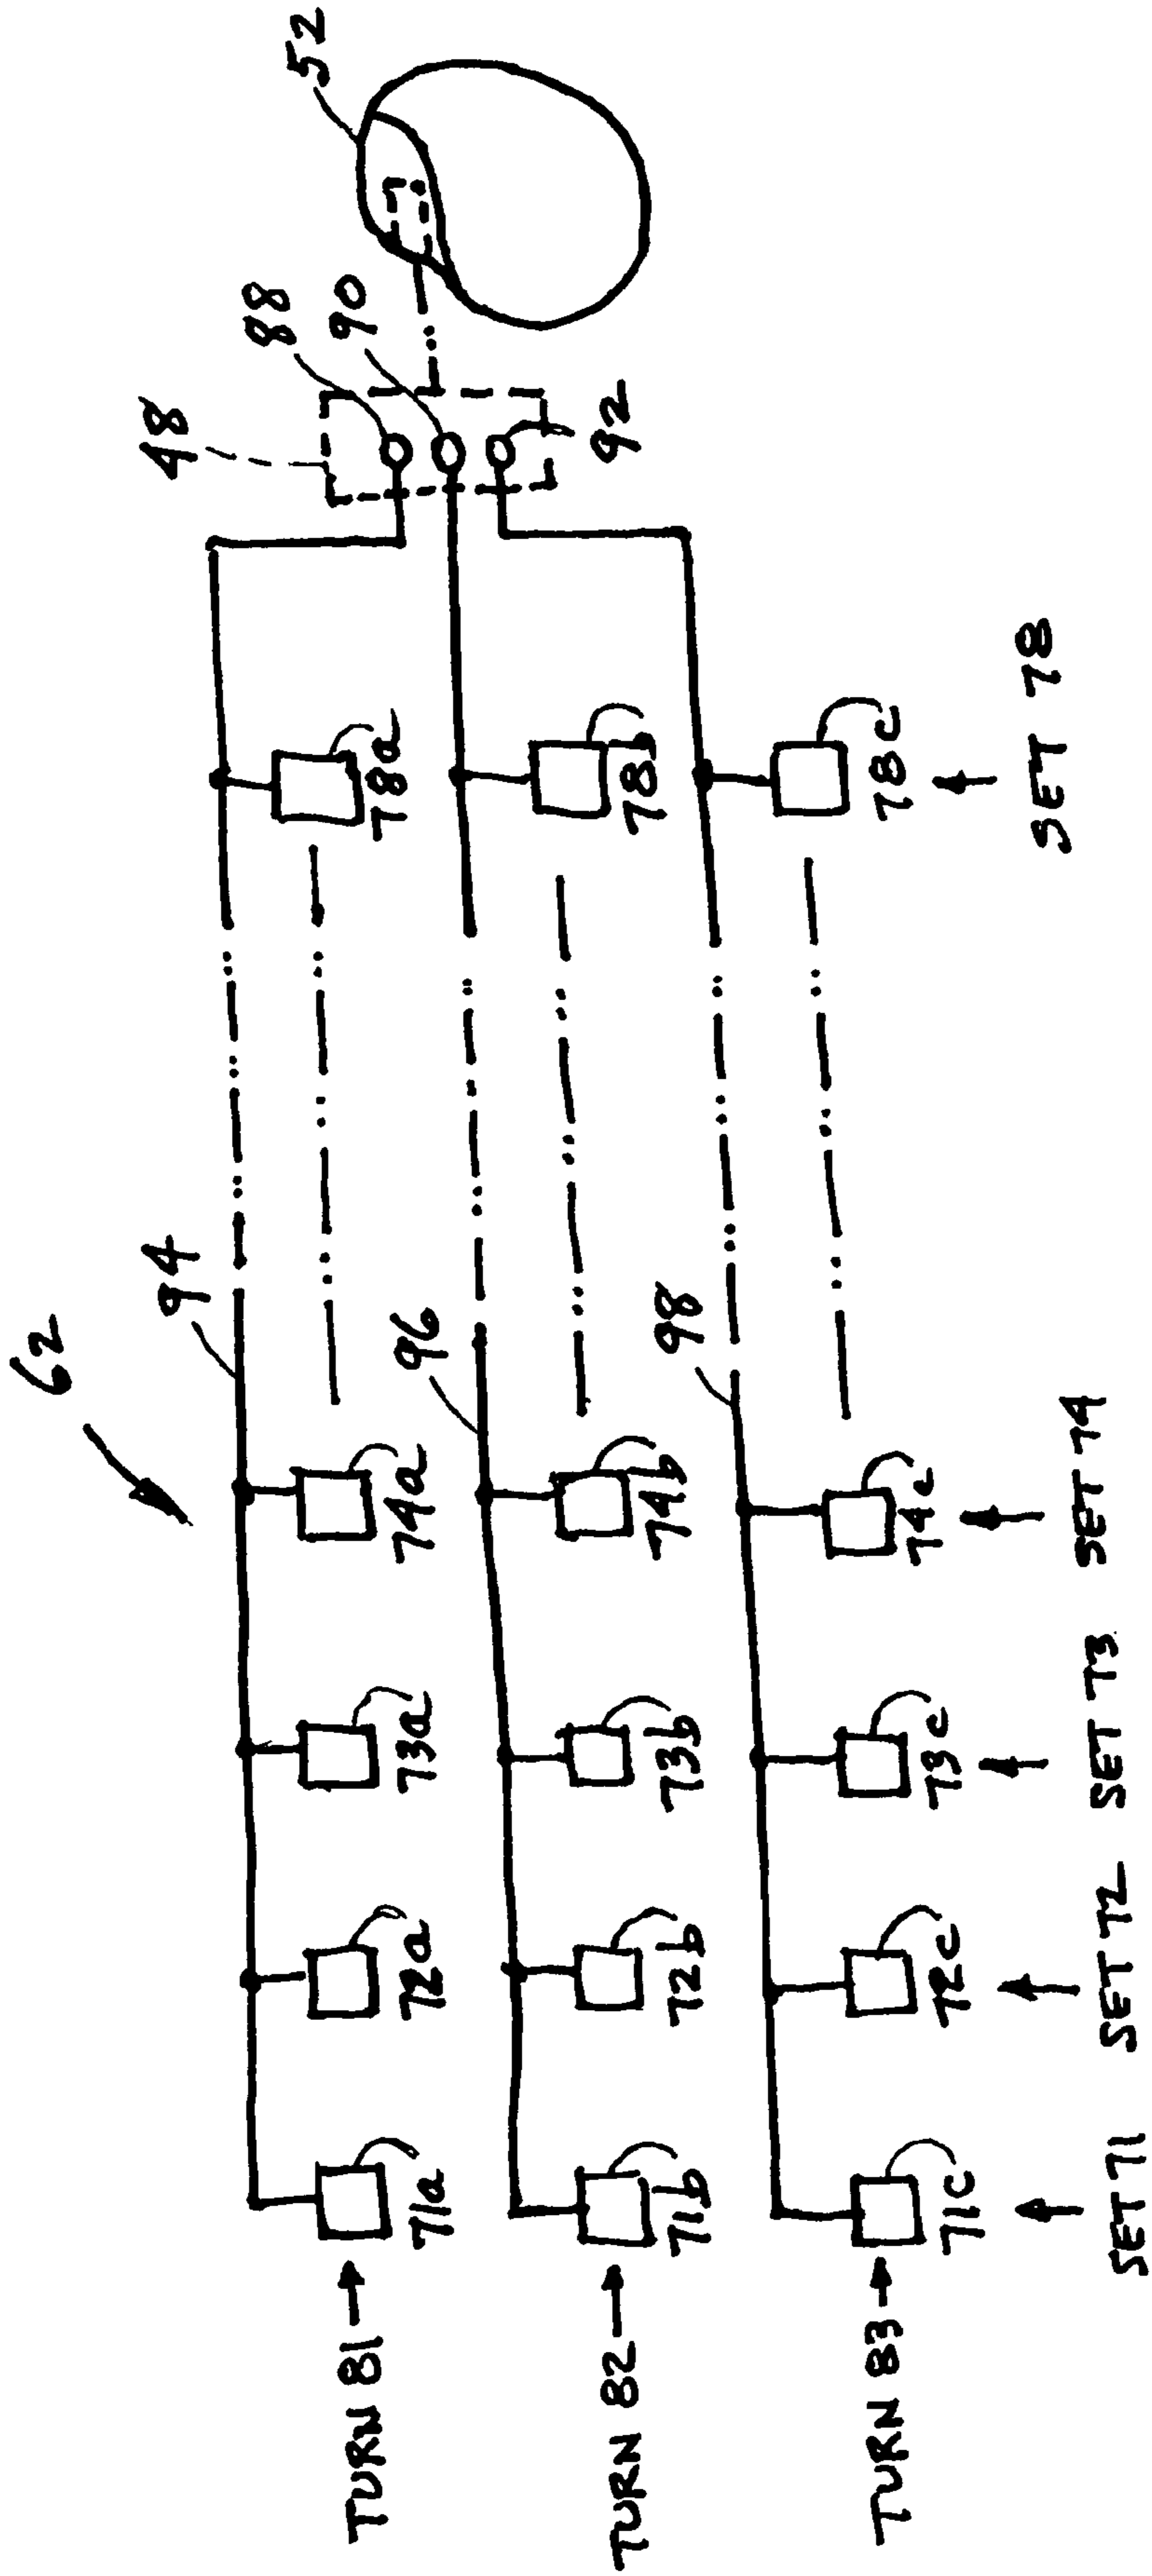 62
94
48
88
90
52
92
96
98
TURN 81
71a
72a
73a
74a
78a
TURN 82
71b
72b
73b
74b
78b
TURN 83
71c
72c
73c
74c
78c
SET 71
SET 72
SET 73
SET 74
SET 78